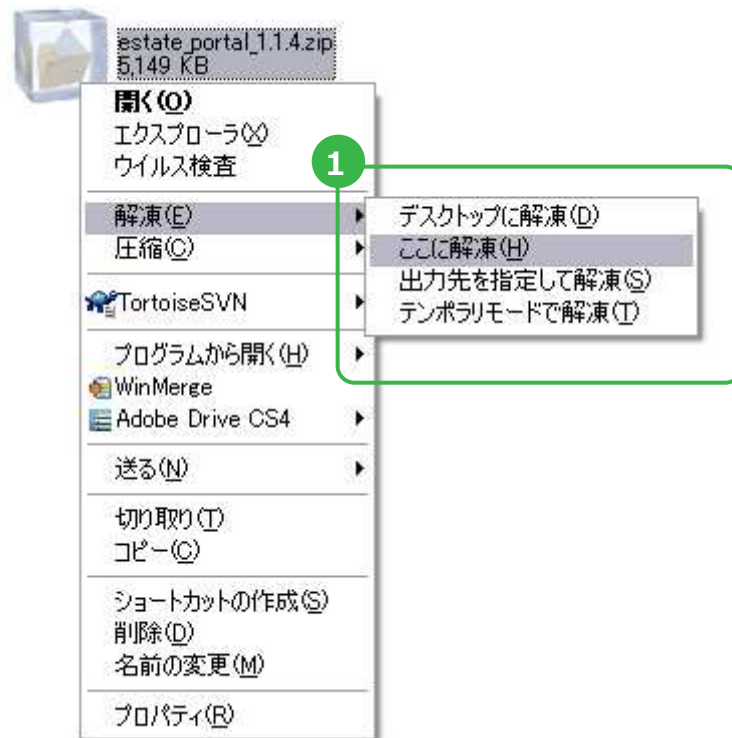 estate_portal_1.1.4.zip
5,149 KB
開く(O)
エクスプローラ(X)
ウイルス検査
1
解凍(E)
デスクトップに解凍(D)
圧縮(C)
ここに解凍(H)
出力先を指定して解凍(S)
TortoiseSVN
テンポラリモードで解凍(T)
プログラムから開く(H)
WinMerge
Adobe Drive CS4
送る(N)
切り取り(T)
コピー(C)
ショートカットの作成(S)
削除(D)
名前の変更(M)
プロパティ(R)